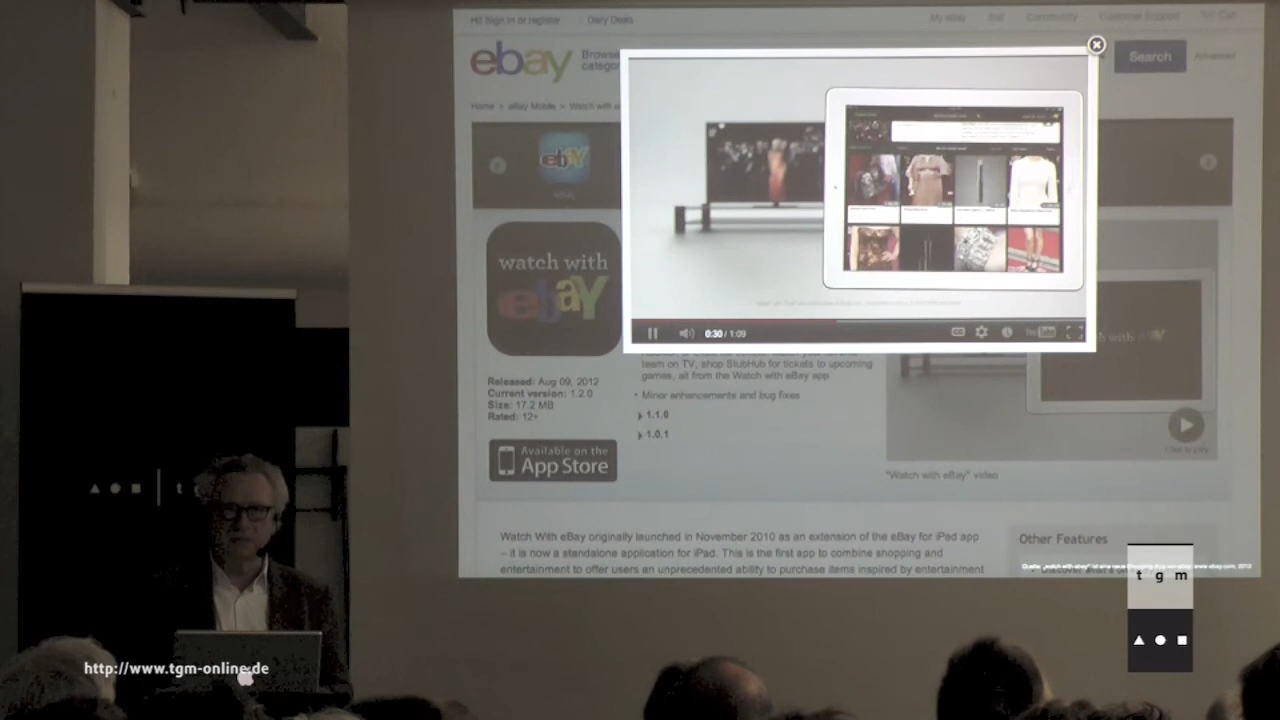 Hi! Sign in or register
Daily Deals
My eBay
Community
Customer Support
ebay
Browse
Search
Advanced
Home > eBay Mobile > Watch with
ebay
watch with
ebaY
0:30 / 1:09
CC
YouTube
team on TV, shop StubHub for tickets to upcoming
games, all from the Watch with eBay app
• Minor enhancements and bug fixes
1.1.0
1.0.1
Released: Aug 09, 2012
Current version: 1.2.0
Size: 17.2 MB
Rated: 12+
Available on the
App Store
Click to play
"Watch with eBay" video
Watch With eBay originally launched in November 2010 as an extension of the eBay for iPad app
– it is now a standalone application for iPad. This is the first app to combine shopping and
entertainment to offer users an unprecedented ability to purchase items inspired by entertainment
Other Features
t g m
t
http://www.tgm-online.de